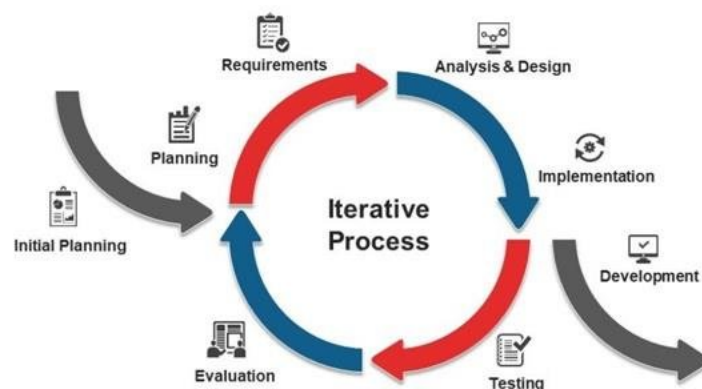 Requirements
Analysis & Design
Planning
Implementation
Iterative
Process
Initial Planning
Development
Evaluation
Testing